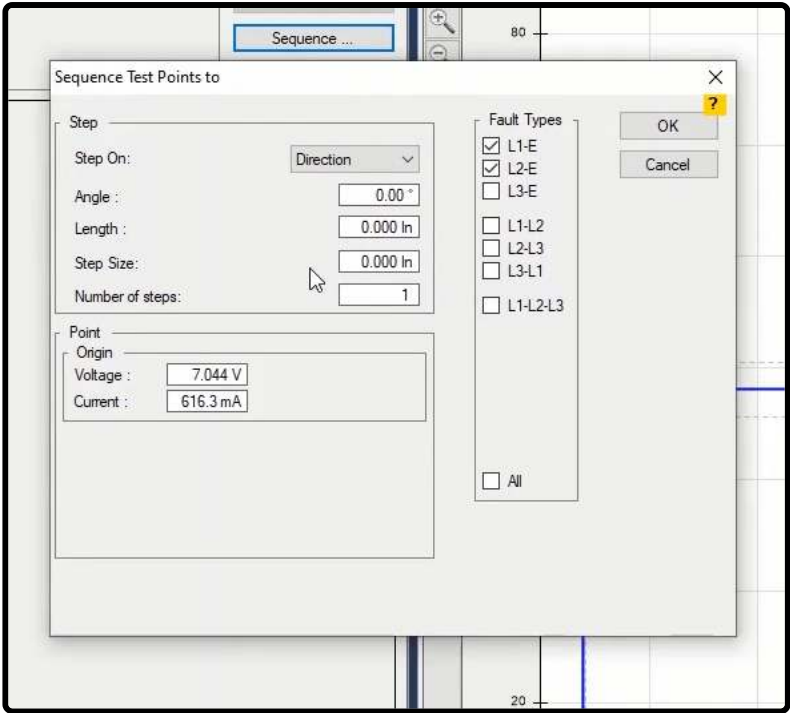 Sequence ...
80
Sequence Test Points to
?
Step
Step On: Direction
Angle : 0.00 °
Length : 0.000 In
Step Size: 0.000 In
Number of steps: 1
Point
Origin
Voltage : 7.044 V
Current : 616.3 mA
Fault Types
L1-E
L2-E
L3-E
L1-L2
L2-L3
L3-L1
L1-L2-L3
All
OK
Cancel
20